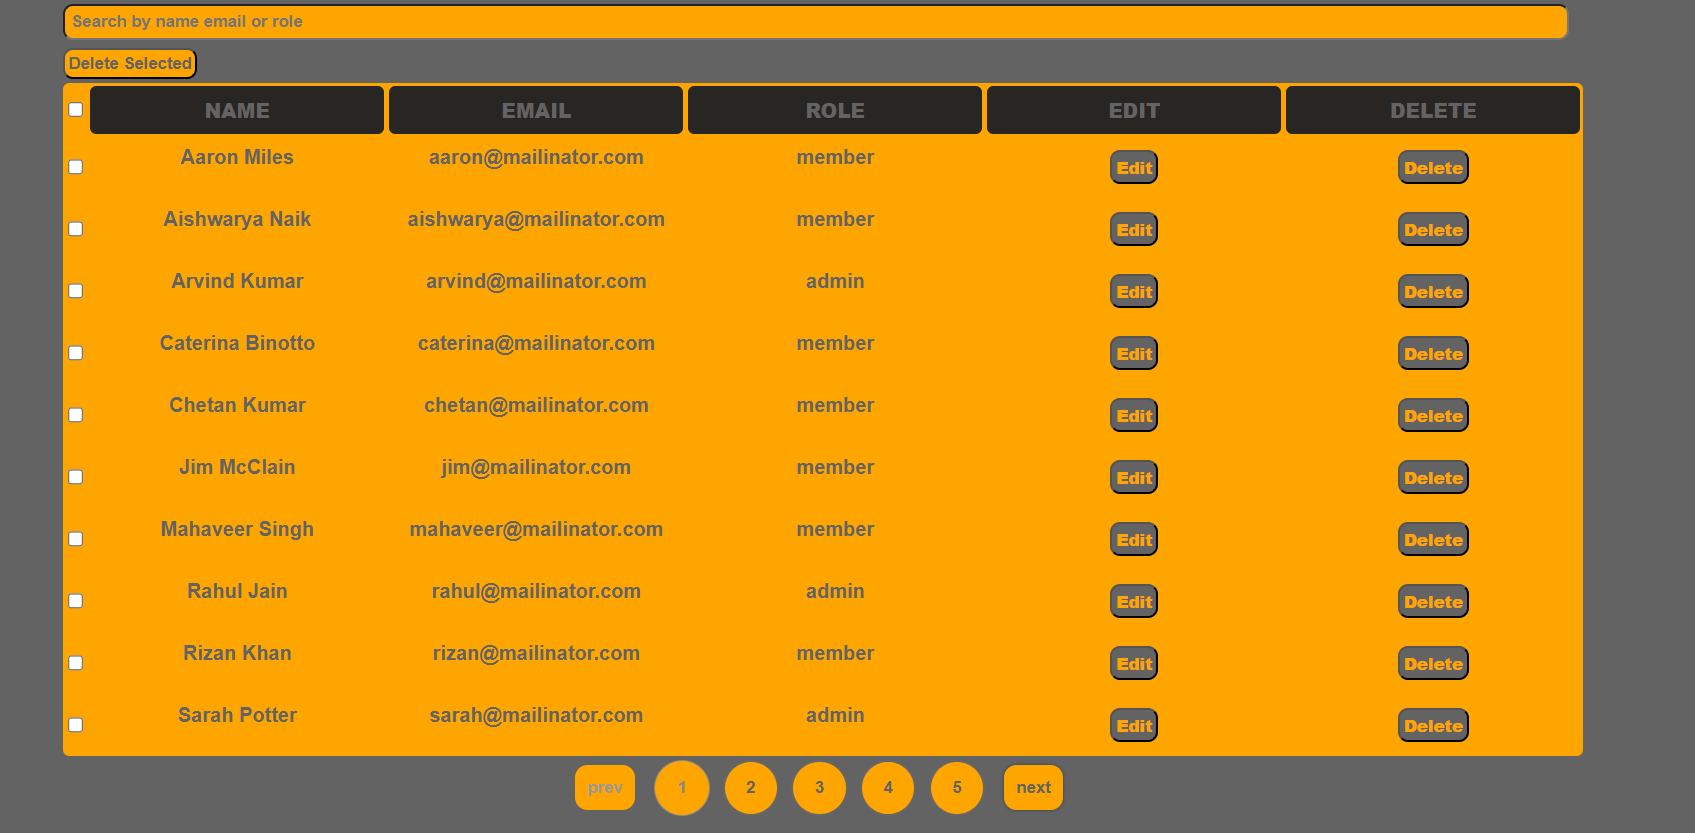 Search by name email or role
Delete Selected
NAME EMAIL ROLE EDIT DELETE
Aaron Miles aaron@mailinator.com member Edit Delete
Aishwarya Naik aishwarya@mailinator.com member Edit Delete
Arvind Kumar arvind@mailinator.com admin Edit Delete
Caterina Binotto caterina@mailinator.com member Edit Delete
Chetan Kumar chetan@mailinator.com member Edit Delete
Jim McClain jim@mailinator.com member Edit Delete
Mahaveer Singh mahaveer@mailinator.com member Edit Delete
Rahul Jain rahul@mailinator.com admin Edit Delete
Rizan Khan rizan@mailinator.com member Edit Delete
Sarah Potter sarah@mailinator.com admin Edit Delete
prev 1 2 3 4 5 next